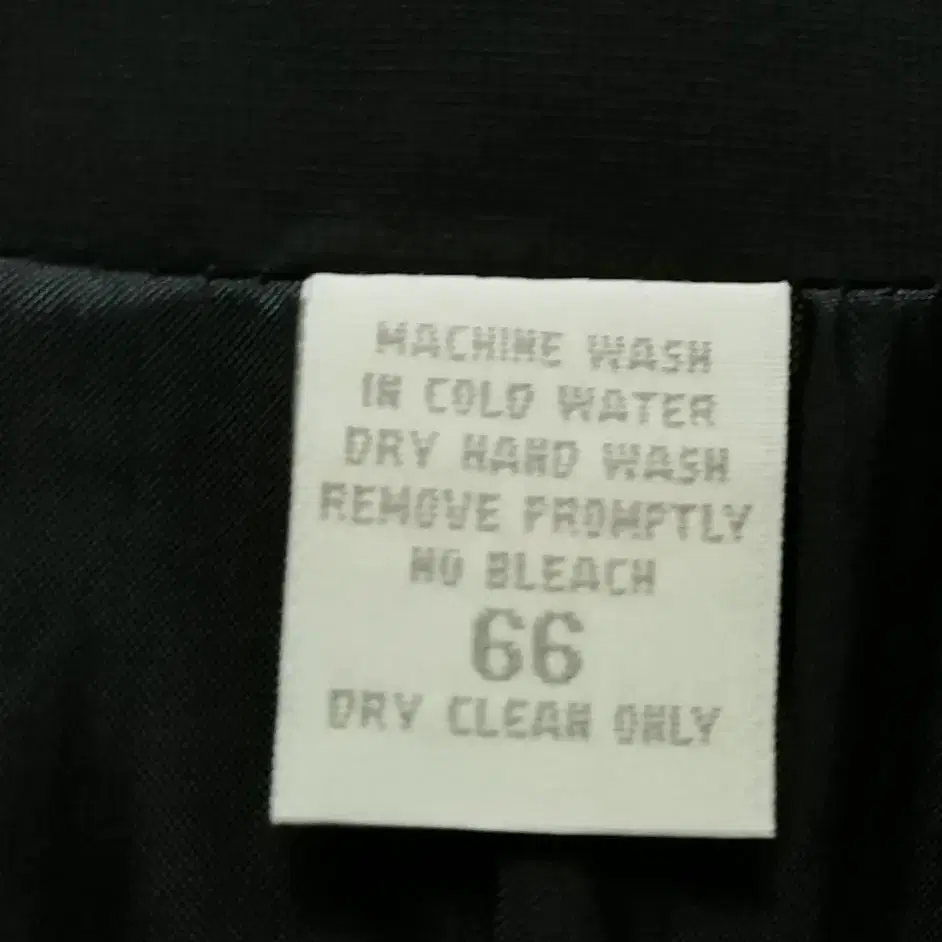 MACHINE WASH
IN COLD WATER
DRY HAND WASH
REMOVE PROMPTLY
NO BLEACH
66
DRY CLEAN ONLY